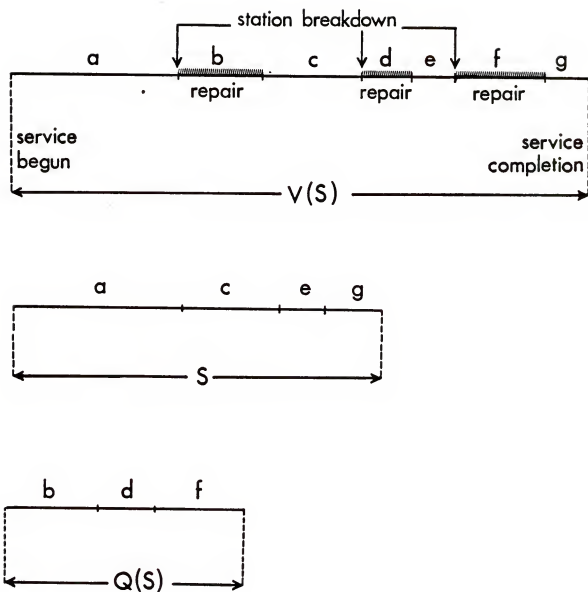 station breakdown
a b c d e f g
repair repair repair
service begun
service completion
V(S)
a c e g
S
b d f
Q(S)